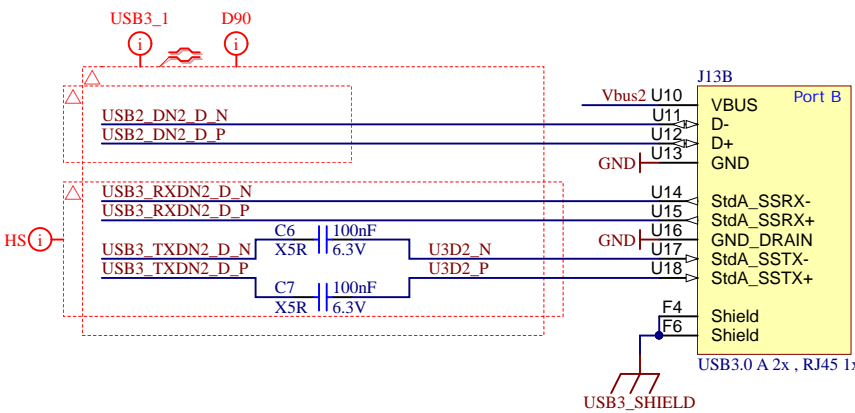 USB3_1 D90
i i
J13B
Vbus2 U10 VBUS Port B
USB2_DN2_D_N U11 D-
USB2_DN2_D_P U12 D+
GND U13 GND
USB3_RXDN2_D_N U14 StdA_SSRX-
USB3_RXDN2_D_P U15 StdA_SSRX+
HS i C6 100nF GND U16 GND_DRAIN
USB3_TXDN2_D_N X5R 6.3V U3D2_N U17 StdA_SSTX-
USB3_TXDN2_D_P U3D2_P U18 StdA_SSTX+
C7 100nF
X5R 6.3V
F4 Shield
F6 Shield
USB3.0 A 2x , RJ45 1x
USB3_SHIELD